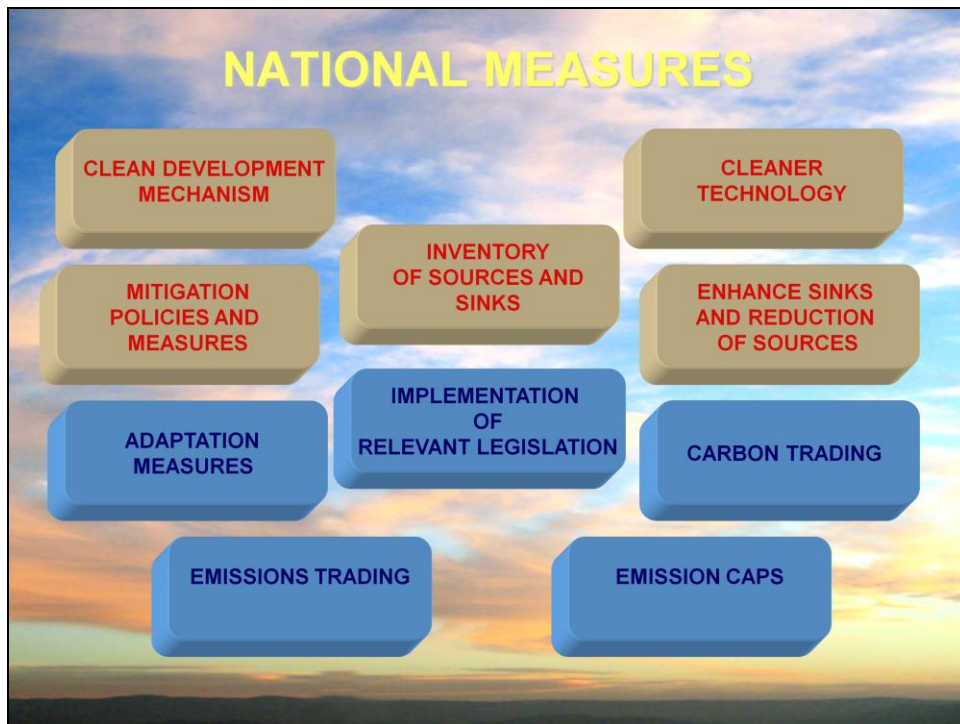 NATIONAL MEASURES
CLEAN DEVELOPMENT
MECHANISM
CLEANER
TECHNOLOGY
INVENTORY
OF SOURCES AND
SINKS
MITIGATION
POLICIES AND
MEASURES
ENHANCE SINKS
AND REDUCTION
OF SOURCES
IMPLEMENTATION
OF
RELEVANT LEGISLATION
ADAPTATION
MEASURES
CARBON TRADING
EMISSIONS TRADING
EMISSION CAPS